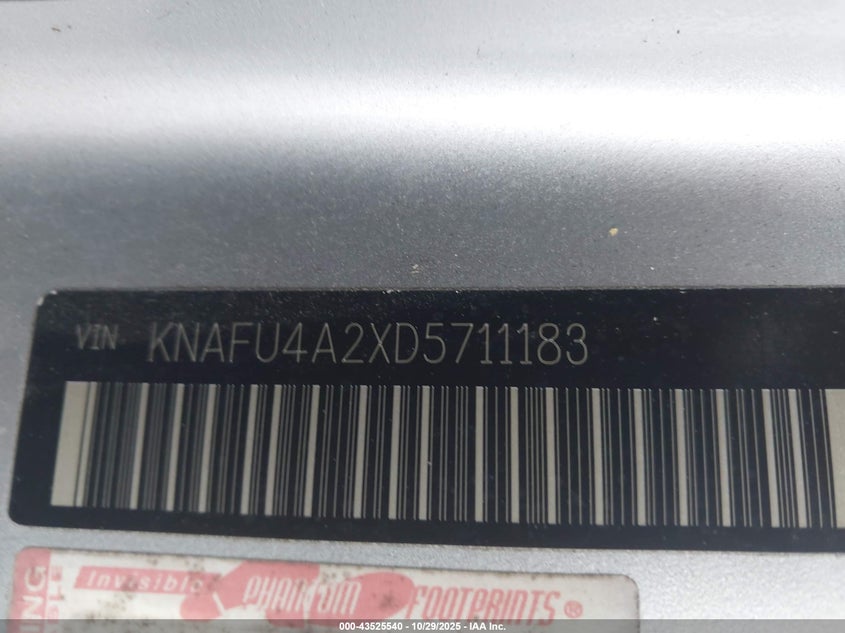 VIN KNAFU4A2XD5711183
Invisible PHANTOM FOOTPRINTS®
000-43525540 - 10/29/2025 - IAA Inc.